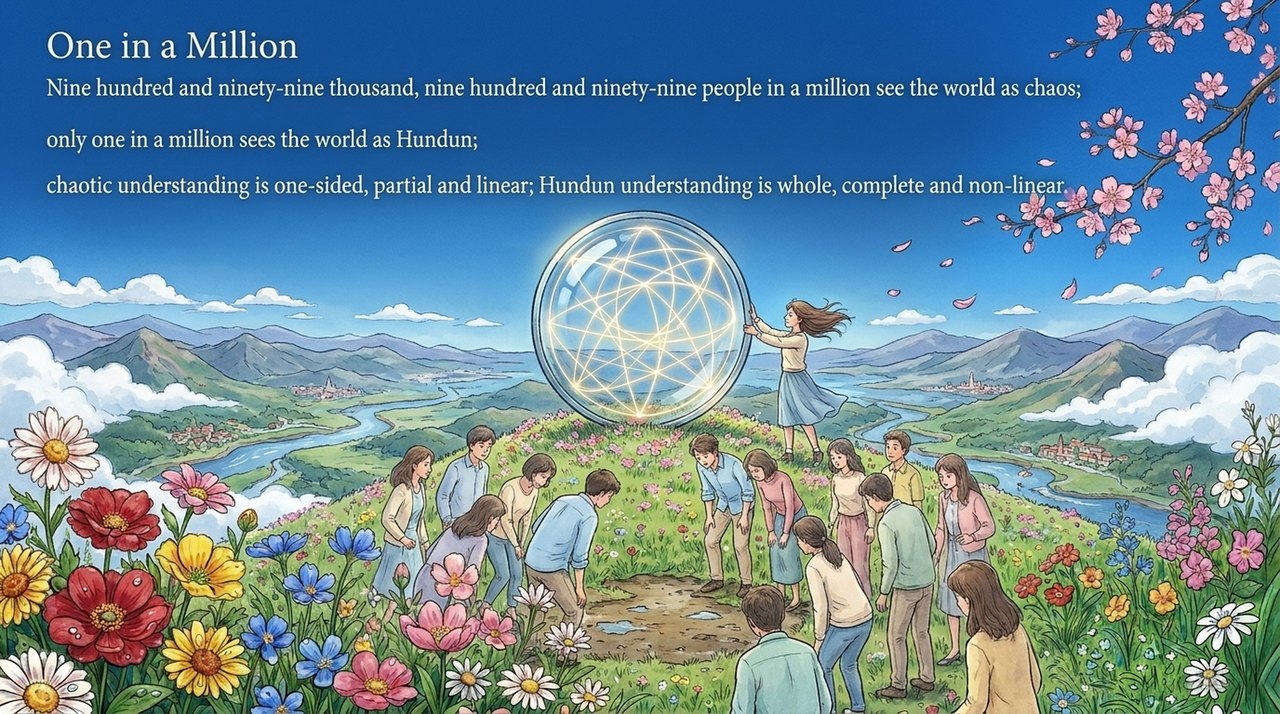 One in a Million
Nine hundred and ninety-nine thousand, nine hundred and ninety-nine people in a million see the world as chaos;
only one in a million sees the world as Hundun;
chaotic understanding is one-sided, partial and linear; Hundun understanding is whole, complete and non-linear.